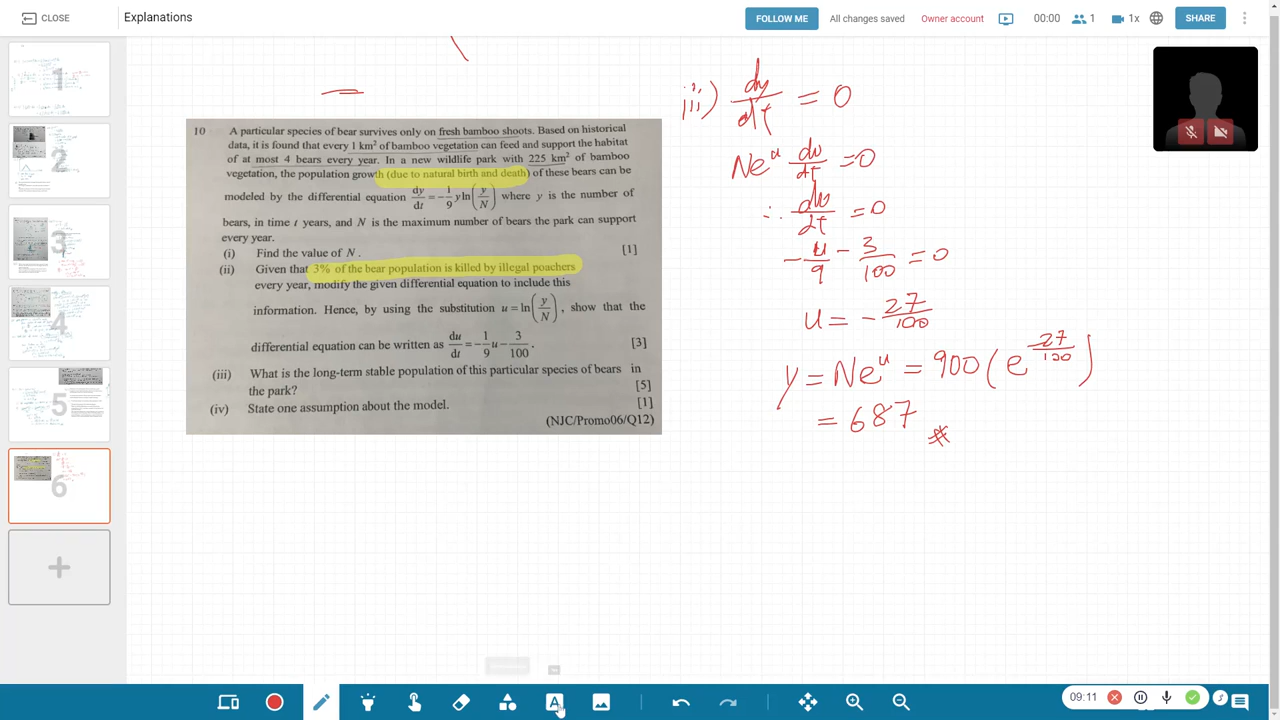 CLOSE
Explanations
FOLLOW ME
All changes saved
Owner account
00:00
1
1x
SHARE
1
2
3
4
5
6
+
10 A particular species of bear survives only on fresh bamboo shoots. Based on historical
data, it is found that every 1 km² of bamboo vegetation can feed and support the habitat
of at most 4 bears every year. In a new wildlife park with 225 km² of bamboo
vegetation, the population growth (due to natural birth and death) of these bears can be
modeled by the differential equation dy/dt = -1/9 y ln(y/N) where y is the number of
bears, in time t years, and N is the maximum number of bears the park can support
every year.
(i) Find the value of N . [1]
(ii) Given that 3% of the bear population is killed by illegal poachers
every year, modify the given differential equation to include this
information. Hence, by using the substitution u = ln(y/N), show that the
differential equation can be written as du/dt = -1/9 u - 3/100 . [3]
(iii) What is the long-term stable population of this particular species of bears in
the park? [5]
(iv) State one assumption about the model. [1]
(NJC/Promo06/Q12)
iii) dy/dt = 0
Ne^u du/dt = 0
∴ du/dt = 0
-u/9 - 3/100 = 0
u = -27/100
y = Ne^u = 900(e^-27/100)
= 687 #
09:11